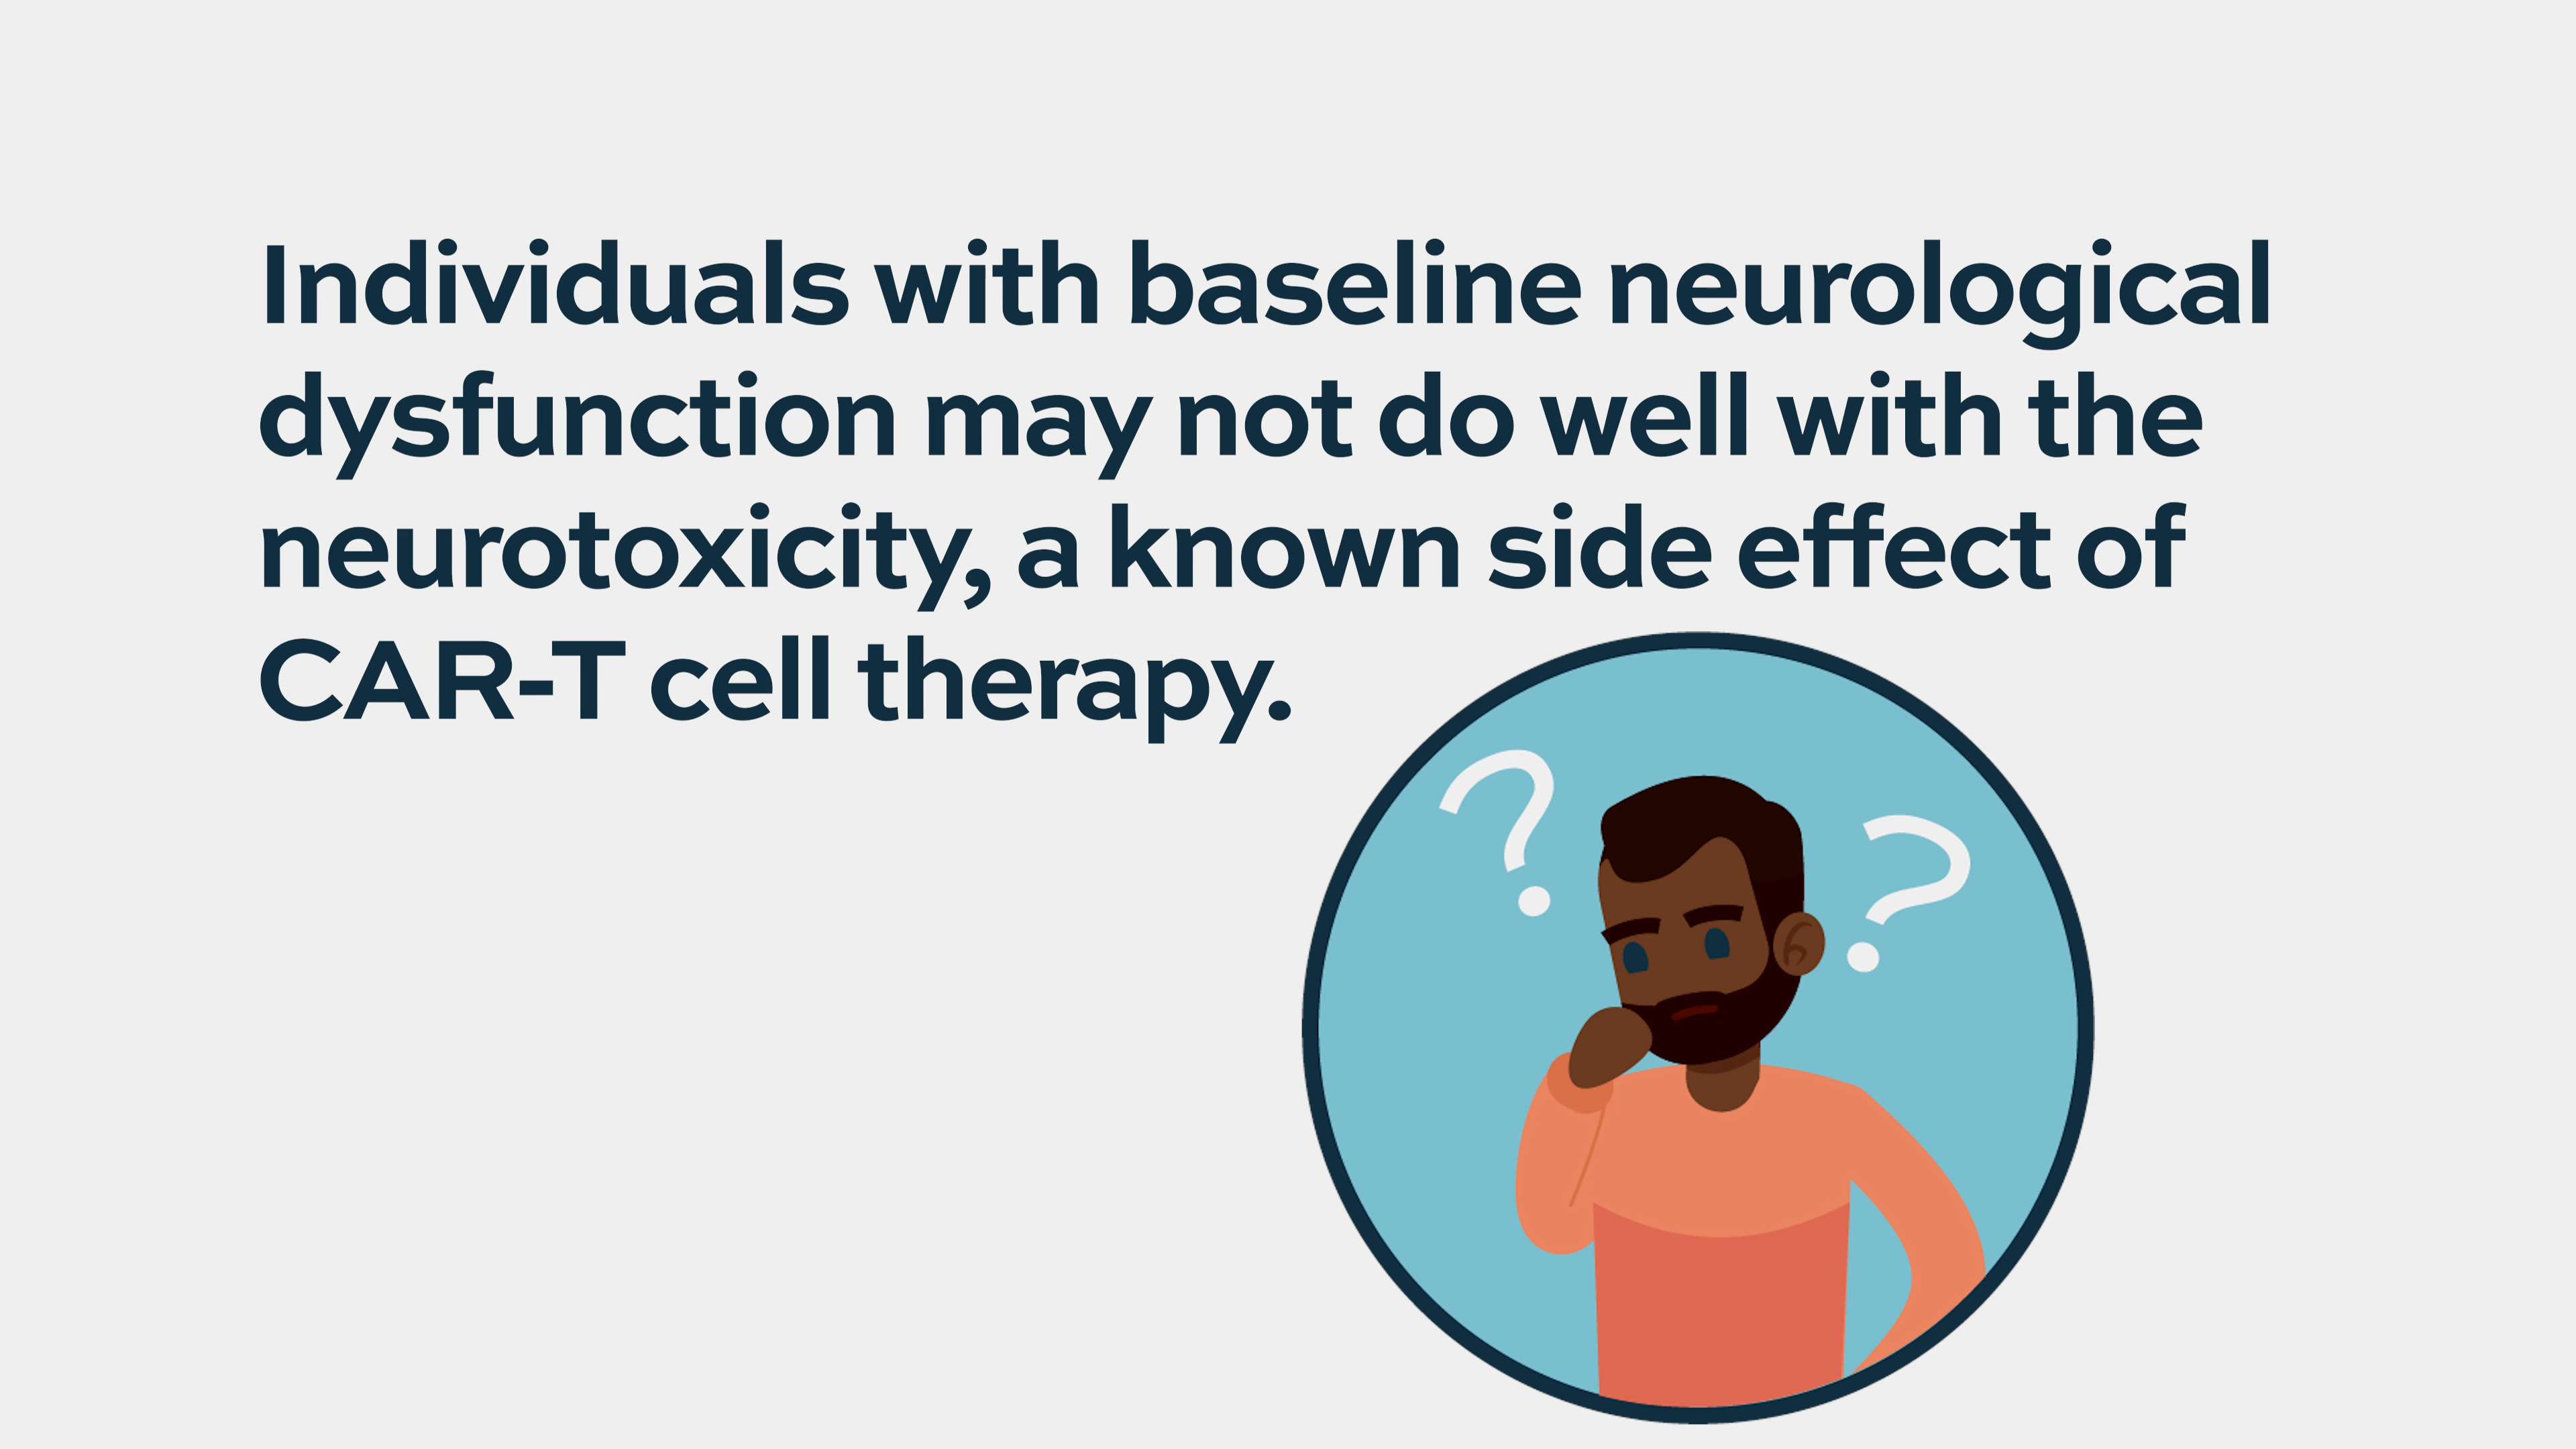 Individuals with baseline neurological
dysfunction may not do well with the
neurotoxicity, a known side effect of
CAR-T cell therapy.
? ?